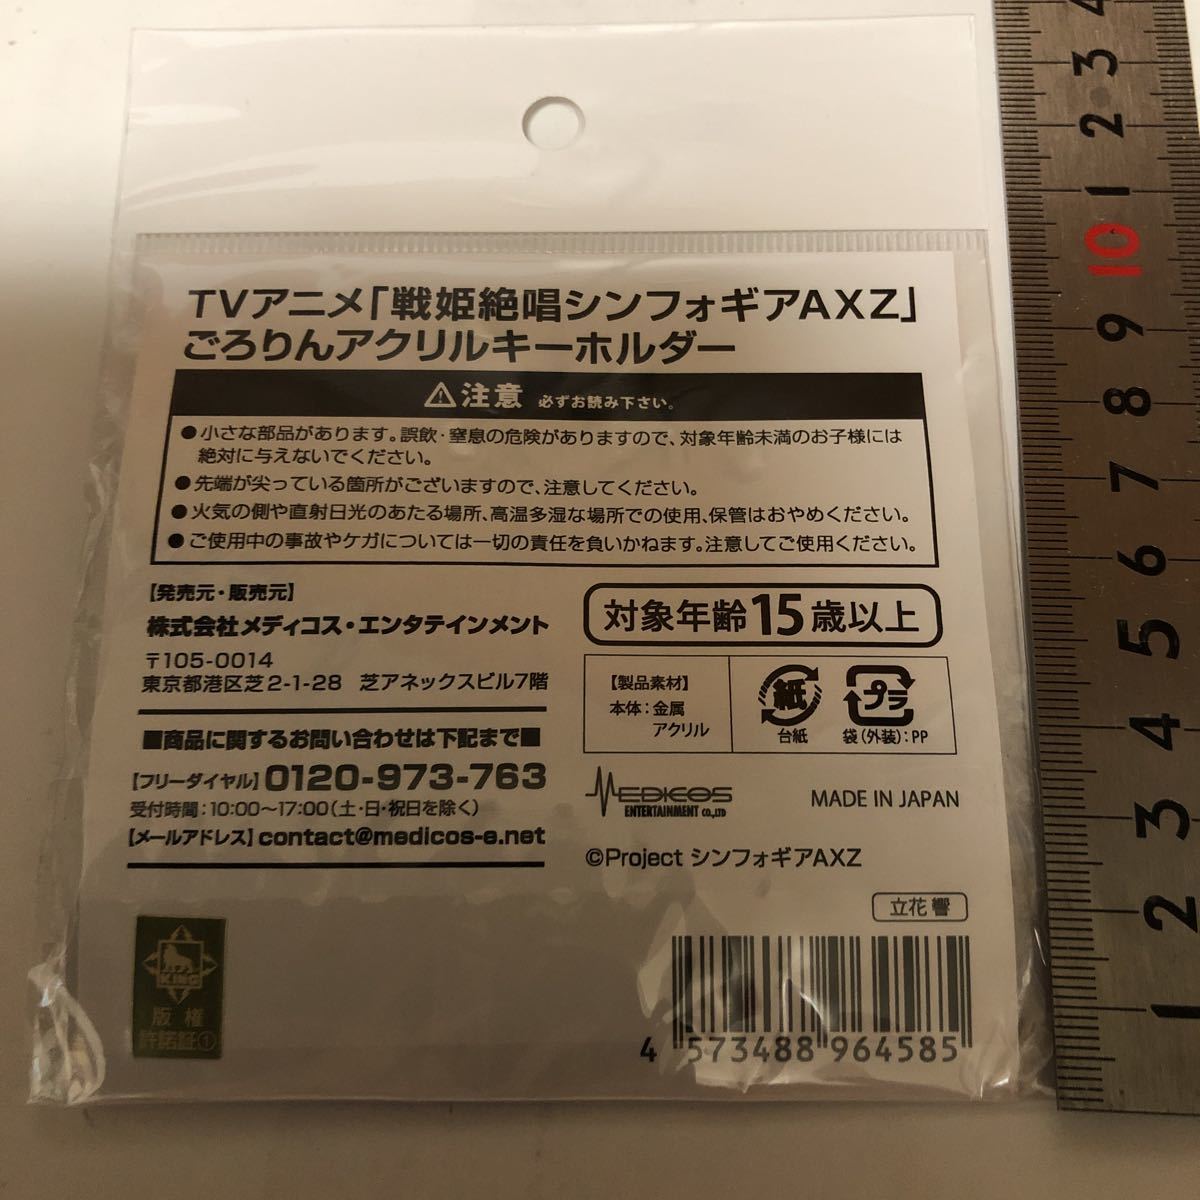 TVアニメ「戦姫絶唱シンフォギアAXZ」
ごろりんアクリルキーホルダー
注意 必ずお読み下さい。
●小さな部品があります。誤飲・窒息の危険がありますので、対象年齢未満のお子様には
絶対に与えないでください。
●先端が尖っている箇所がございますので、注意してください。
●火気の側や直射日光のあたる場所、高温多湿な場所での使用、保管はおやめください。
●ご使用中の事故やケガについては一切の責任を負いかねます。注意してご使用ください。
【発売元・販売元】
株式会社メディコス・エンタテインメント
〒105-0014
東京都港区芝2-1-28 芝アネックスビル7階
■商品に関するお問い合わせは下記まで■
【フリーダイヤル】0120-973-763
受付時間：10:00～17:00（土・日・祝日を除く）
【メールアドレス】contact@medicos-e.net
対象年齢15歳以上
【製品素材】
本体：金属
アクリル
紙
台紙
プラ
袋（外装）：PP
MEDICOS
ENTERTAINMENT CO.,LTD
MADE IN JAPAN
©Project シンフォギアAXZ
立花 響
KING
版権
許諾証①
4 573488 964585
4
3
2
1
10
9
8
7
6
5
4
3
2
1